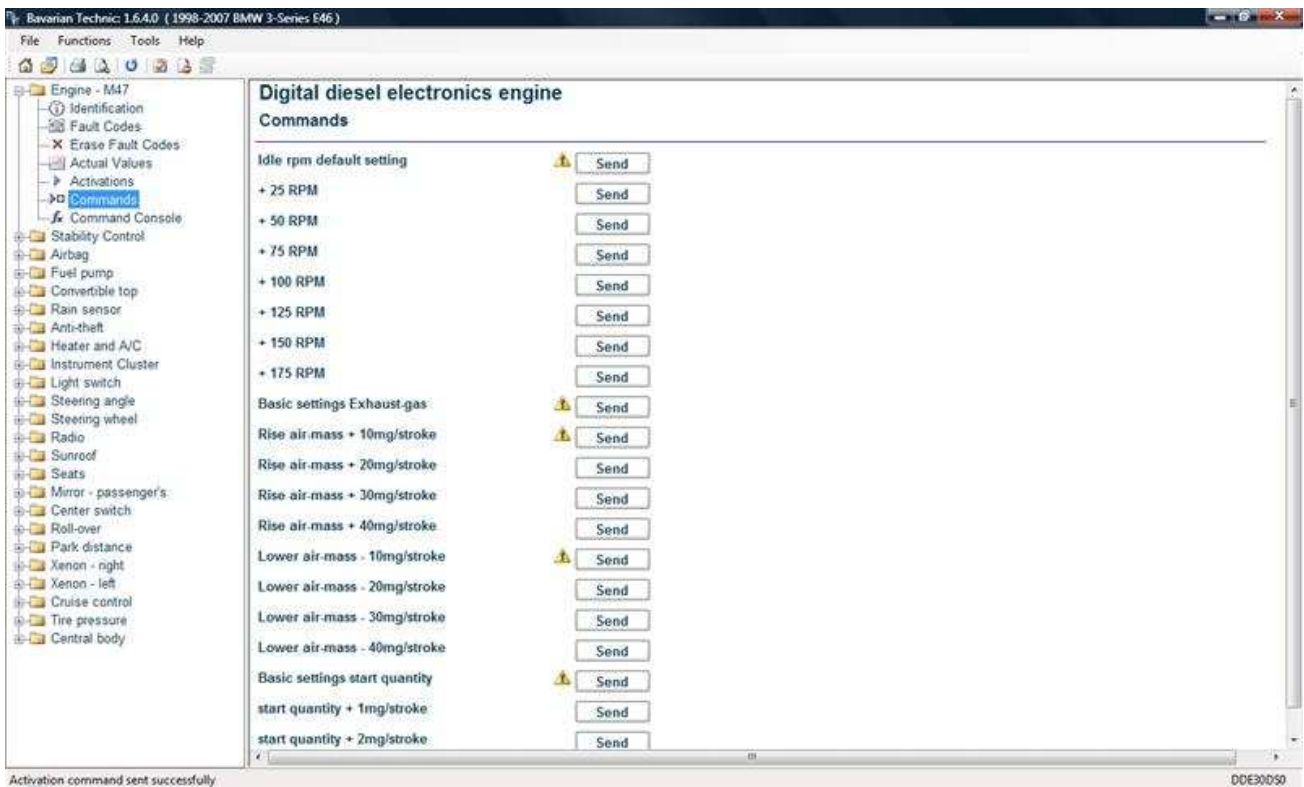 Bavarian Technic: 1.6.4.0 ( 1998-2007 BMW 3-Series E46 )
File Functions Tools Help
Engine - M47
Identification
Fault Codes
Erase Fault Codes
Actual Values
Activations
Commands
Command Console
Stability Control
Airbag
Fuel pump
Convertible top
Rain sensor
Anti-theft
Heater and A/C
Instrument Cluster
Light switch
Steering angle
Steering wheel
Radio
Sunroof
Seats
Mirror - passenger's
Center switch
Roll-over
Park distance
Xenon - right
Xenon - left
Cruise control
Tire pressure
Central body
Digital diesel electronics engine
Commands
Idle rpm default setting Send
+ 25 RPM Send
+ 50 RPM Send
+ 75 RPM Send
+ 100 RPM Send
+ 125 RPM Send
+ 150 RPM Send
+ 175 RPM Send
Basic settings Exhaust-gas Send
Rise air-mass + 10mg/stroke Send
Rise air-mass + 20mg/stroke Send
Rise air-mass + 30mg/stroke Send
Rise air-mass + 40mg/stroke Send
Lower air-mass - 10mg/stroke Send
Lower air-mass - 20mg/stroke Send
Lower air-mass - 30mg/stroke Send
Lower air-mass - 40mg/stroke Send
Basic settings start quantity Send
start quantity + 1mg/stroke Send
start quantity + 2mg/stroke Send
Activation command sent successfully DDE30DS0